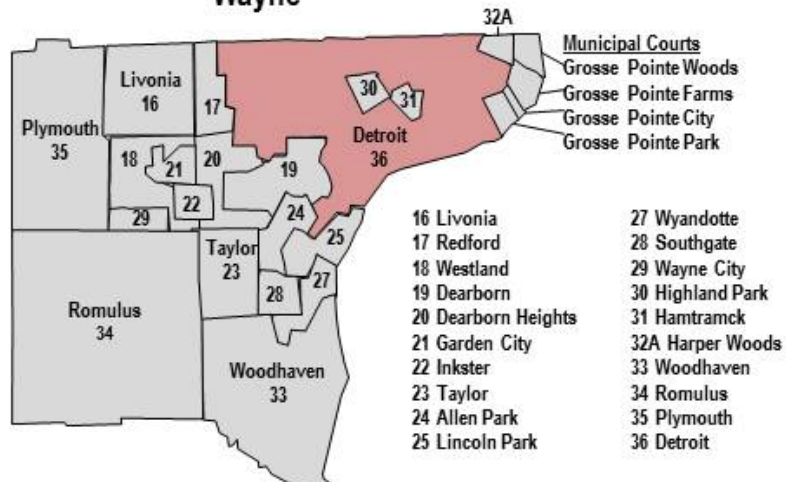 Wayne
32A
Municipal Courts
Grosse Pointe Woods
Grosse Pointe Farms
Grosse Pointe City
Grosse Pointe Park
Livonia
16
17
30
31
Plymouth
35
Detroit
36
18
21
20
19
22
24
29
25
Taylor
23
27
28
Romulus
34
Woodhaven
33
16 Livonia
17 Redford
18 Westland
19 Dearborn
20 Dearborn Heights
21 Garden City
22 Inkster
23 Taylor
24 Allen Park
25 Lincoln Park
27 Wyandotte
28 Southgate
29 Wayne City
30 Highland Park
31 Hamtramck
32A Harper Woods
33 Woodhaven
34 Romulus
35 Plymouth
36 Detroit